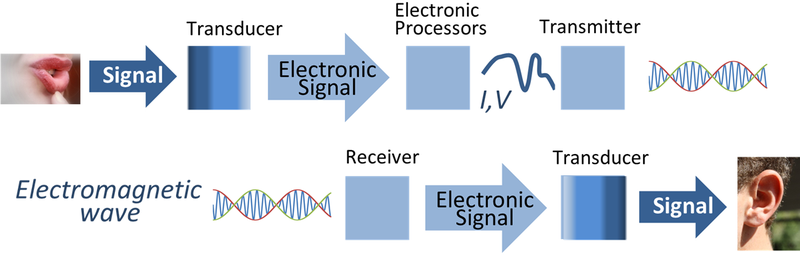 Transducer
Electronic
Processors
Transmitter
Signal
Electronic
Signal
I,V
Receiver
Transducer
Electromagnetic
wave
Electronic
Signal
Signal